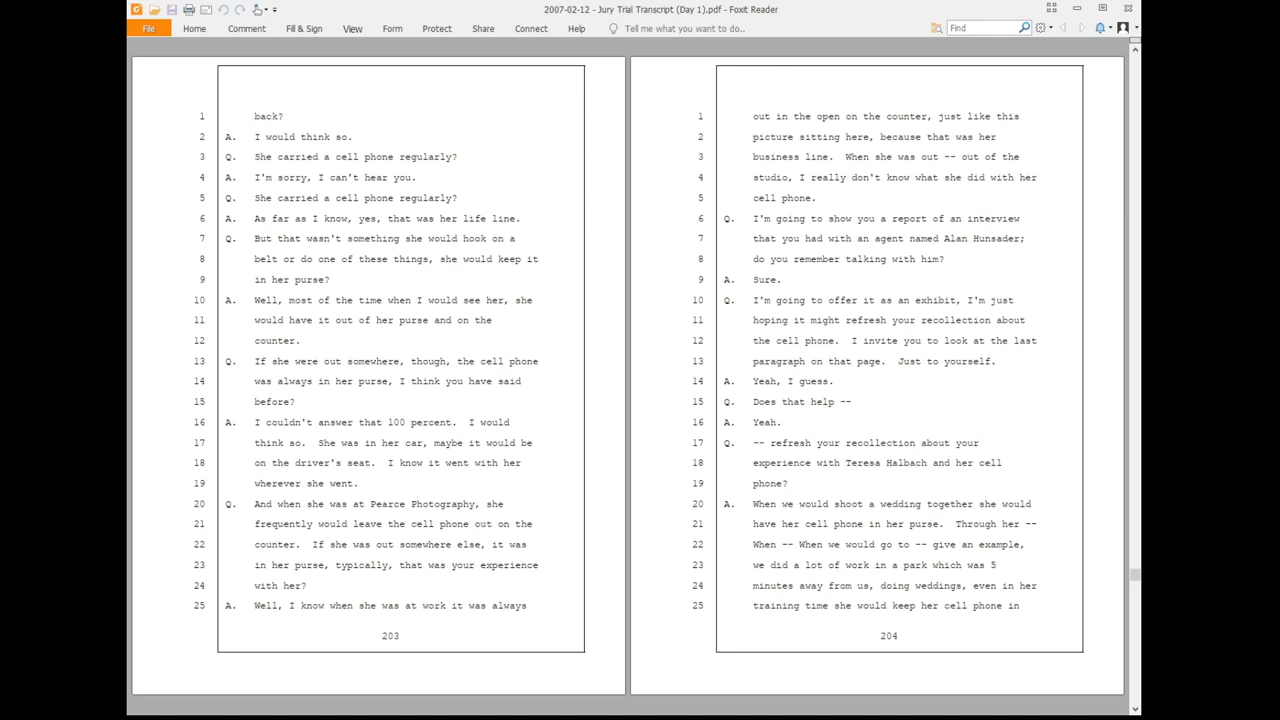 2007-02-12 - Jury Trial Transcript (Day 1).pdf - Foxit Reader
File Home Comment Fill & Sign View Form Protect Share Connect Help Tell me what you want to do.. Find
1 back?
2 A. I would think so.
3 Q. She carried a cell phone regularly?
4 A. I'm sorry, I can't hear you.
5 Q. She carried a cell phone regularly?
6 A. As far as I know, yes, that was her life line.
7 Q. But that wasn't something she would hook on a
8 belt or do one of these things, she would keep it
9 in her purse?
10 A. Well, most of the time when I would see her, she
11 would have it out of her purse and on the
12 counter.
13 Q. If she were out somewhere, though, the cell phone
14 was always in her purse, I think you have said
15 before?
16 A. I couldn't answer that 100 percent. I would
17 think so. She was in her car, maybe it would be
18 on the driver's seat. I know it went with her
19 wherever she went.
20 Q. And when she was at Pearce Photography, she
21 frequently would leave the cell phone out on the
22 counter. If she was out somewhere else, it was
23 in her purse, typically, that was your experience
24 with her?
25 A. Well, I know when she was at work it was always
203
1 out in the open on the counter, just like this
2 picture sitting here, because that was her
3 business line. When she was out -- out of the
4 studio, I really don't know what she did with her
5 cell phone.
6 Q. I'm going to show you a report of an interview
7 that you had with an agent named Alan Hunsader;
8 do you remember talking with him?
9 A. Sure.
10 Q. I'm going to offer it as an exhibit, I'm just
11 hoping it might refresh your recollection about
12 the cell phone. I invite you to look at the last
13 paragraph on that page. Just to yourself.
14 A. Yeah, I guess.
15 Q. Does that help --
16 A. Yeah.
17 Q. -- refresh your recollection about your
18 experience with Teresa Halbach and her cell
19 phone?
20 A. When we would shoot a wedding together she would
21 have her cell phone in her purse. Through her --
22 When -- When we would go to -- give an example,
23 we did a lot of work in a park which was 5
24 minutes away from us, doing weddings, even in her
25 training time she would keep her cell phone in
204